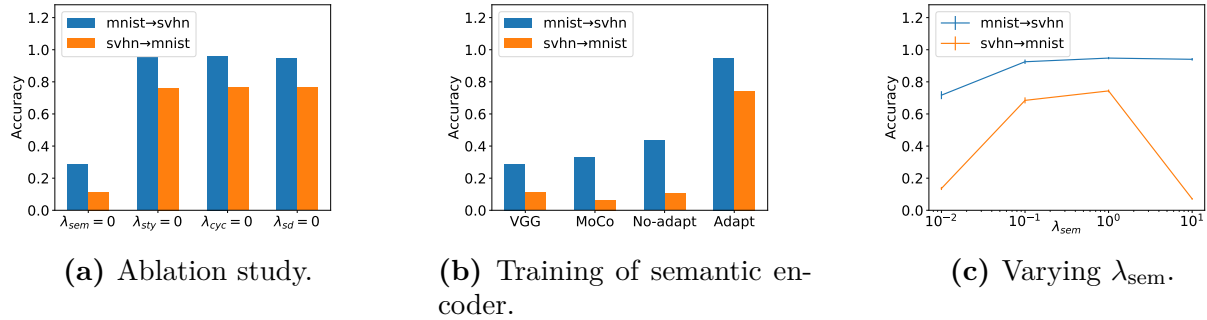 1.2
1.0
0.8
0.6
0.4
0.2
0.0
Accuracy
mnist→svhn
svhn→mnist
λsem = 0 λsty = 0 λcyc = 0 λsd = 0
(a) Ablation study.
1.2
1.0
0.8
0.6
0.4
0.2
0.0
Accuracy
mnist→svhn
svhn→mnist
VGG MoCo No-adapt Adapt
(b) Training of semantic en-
coder.
1.2
1.0
0.8
0.6
0.4
0.2
0.0
Accuracy
mnist→svhn
svhn→mnist
10⁻² 10⁻¹ 10⁰ 10¹
λsem
(c) Varying λsem.